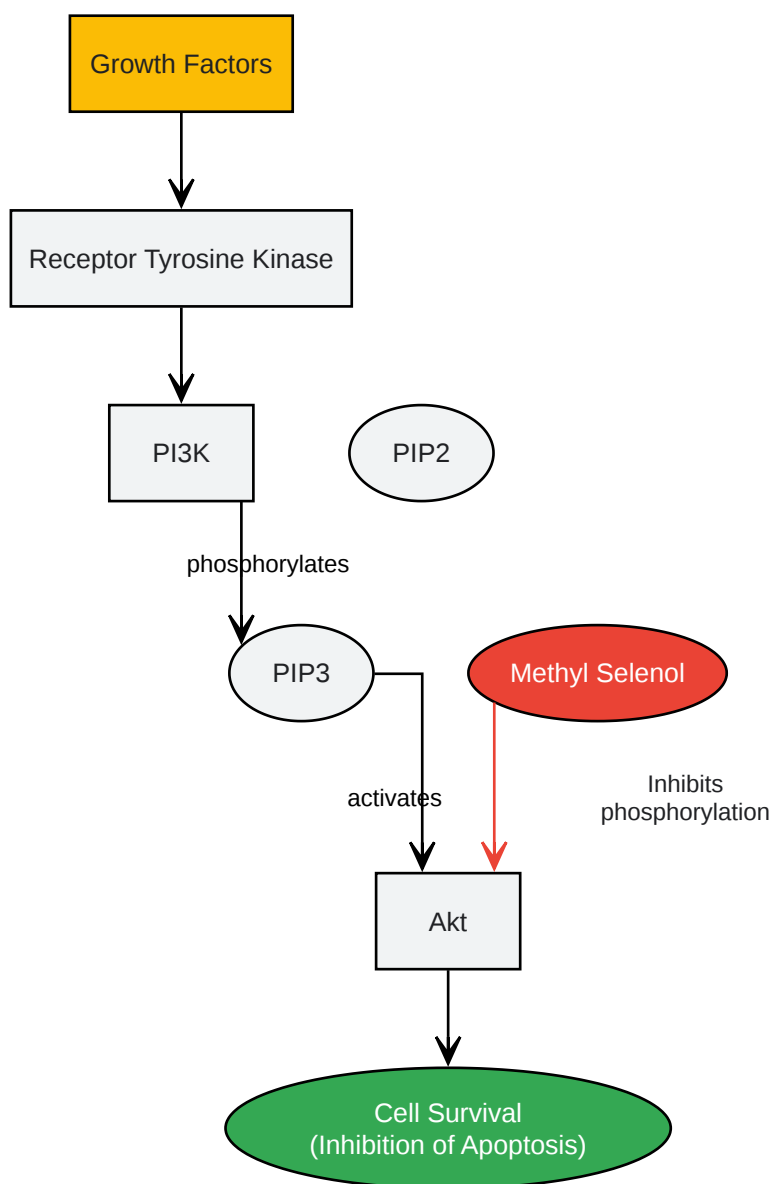 Growth Factors
Receptor Tyrosine Kinase
PI3K
PIP2
phosphorylates
PIP3
Methyl Selenol
activates
Inhibits
phosphorylation
Akt
Cell Survival
(Inhibition of Apoptosis)